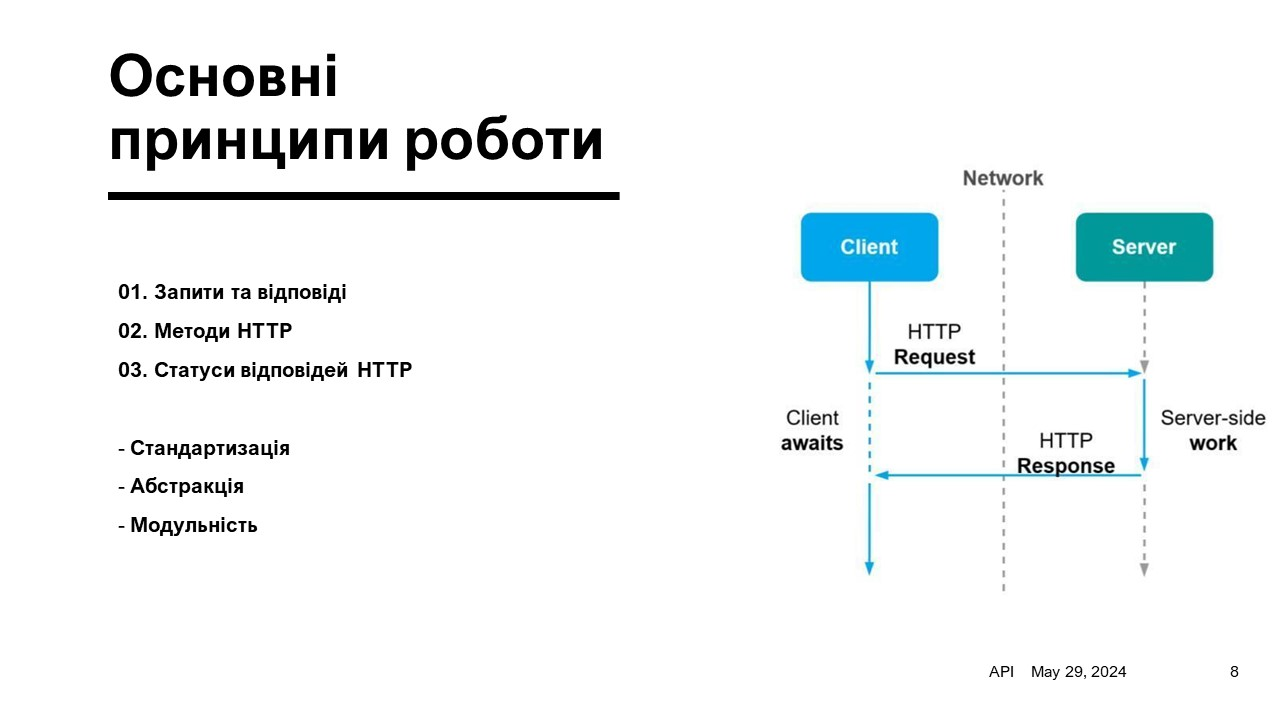 Основні
принципи роботи
01. Запити та відповіді
02. Методи HTTP
03. Статуси відповідей HTTP
- Стандартизація
- Абстракція
- Модульність
Network
Client
Server
HTTP
Request
Client
awaits
Server-side
work
HTTP
Response
API May 29, 2024 8